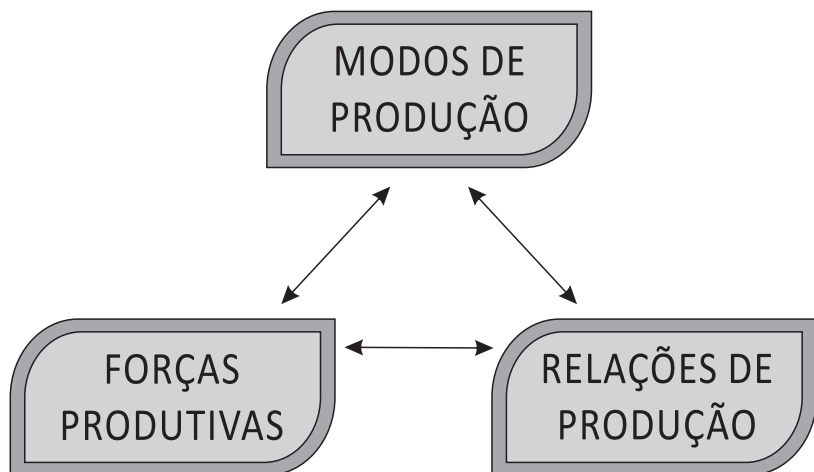 MODOS DE
PRODUÇÃO
FORÇAS
PRODUTIVAS
RELAÇÕES DE
PRODUÇÃO